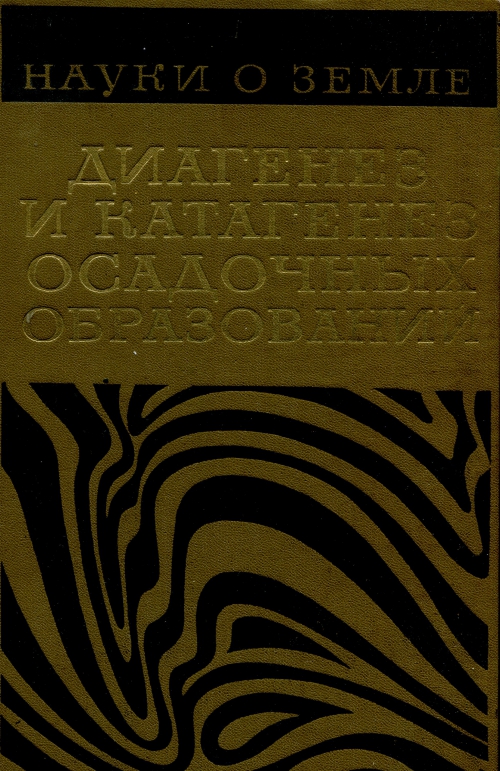 НАУКИ О ЗЕМЛЕ
ДИАГЕНЕЗ
И КАТАГЕНЕЗ
ОСАДОЧНЫХ
ОБРАЗОВАНИЙ